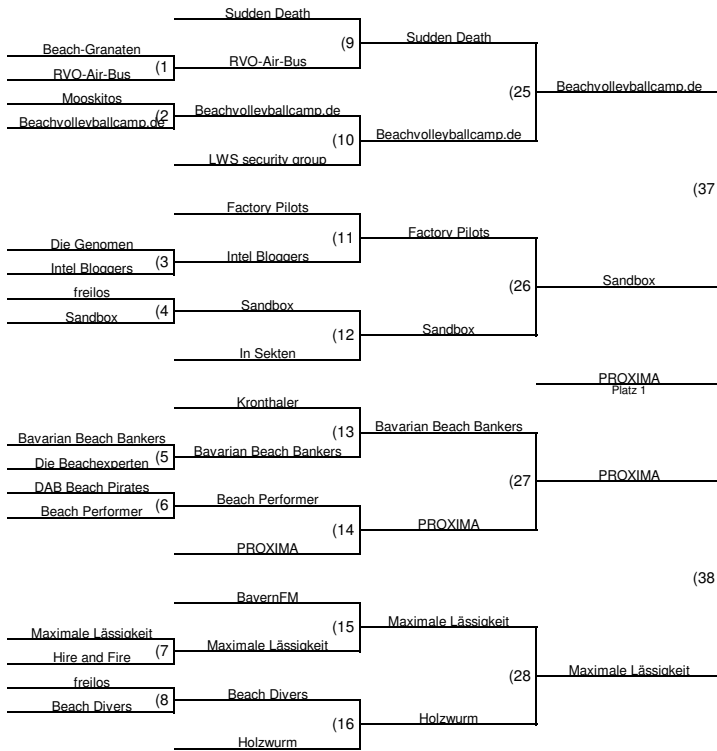 Sudden Death
(9 Sudden Death
Beach-Granaten
(1 RVO-Air-Bus
RVO-Air-Bus
(25 Beachvolleyballcamp.de
Mooskitos
(2 Beachvolleyballcamp.de
Beachvolleyballcamp.de
(10 Beachvolleyballcamp.de
LWS security group
(37
Factory Pilots
(11 Factory Pilots
Die Genomen
(3 Intel Bloggers
Intel Bloggers
(26 Sandbox
freilos
(4 Sandbox
Sandbox
(12 Sandbox
In Sekten
PROXIMA
Platz 1
Kronthaler
(13 Bavarian Beach Bankers
Bavarian Beach Bankers
(5 Bavarian Beach Bankers
Die Beachexperten
(27 PROXIMA
DAB Beach Pirates
(6 Beach Performer
Beach Performer
(14 PROXIMA
PROXIMA
(38
BayernFM
(15 Maximale Lässigkeit
Maximale Lässigkeit
(7 Maximale Lässigkeit
Hire and Fire
(28 Maximale Lässigkeit
freilos
(8 Beach Divers
Beach Divers
(16 Holzwurm
Holzwurm